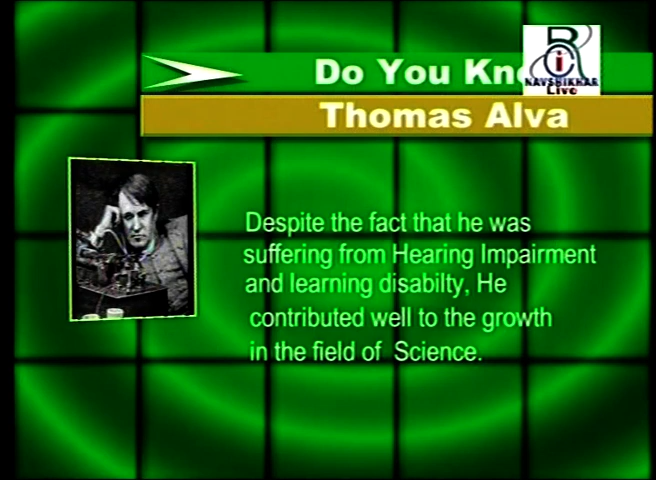 Do You Kn
NAVSHIKHAR
Live
Thomas Alva
Despite the fact that he was
suffering from Hearing Impairment
and learning disabilty, He
contributed well to the growth
in the field of Science.